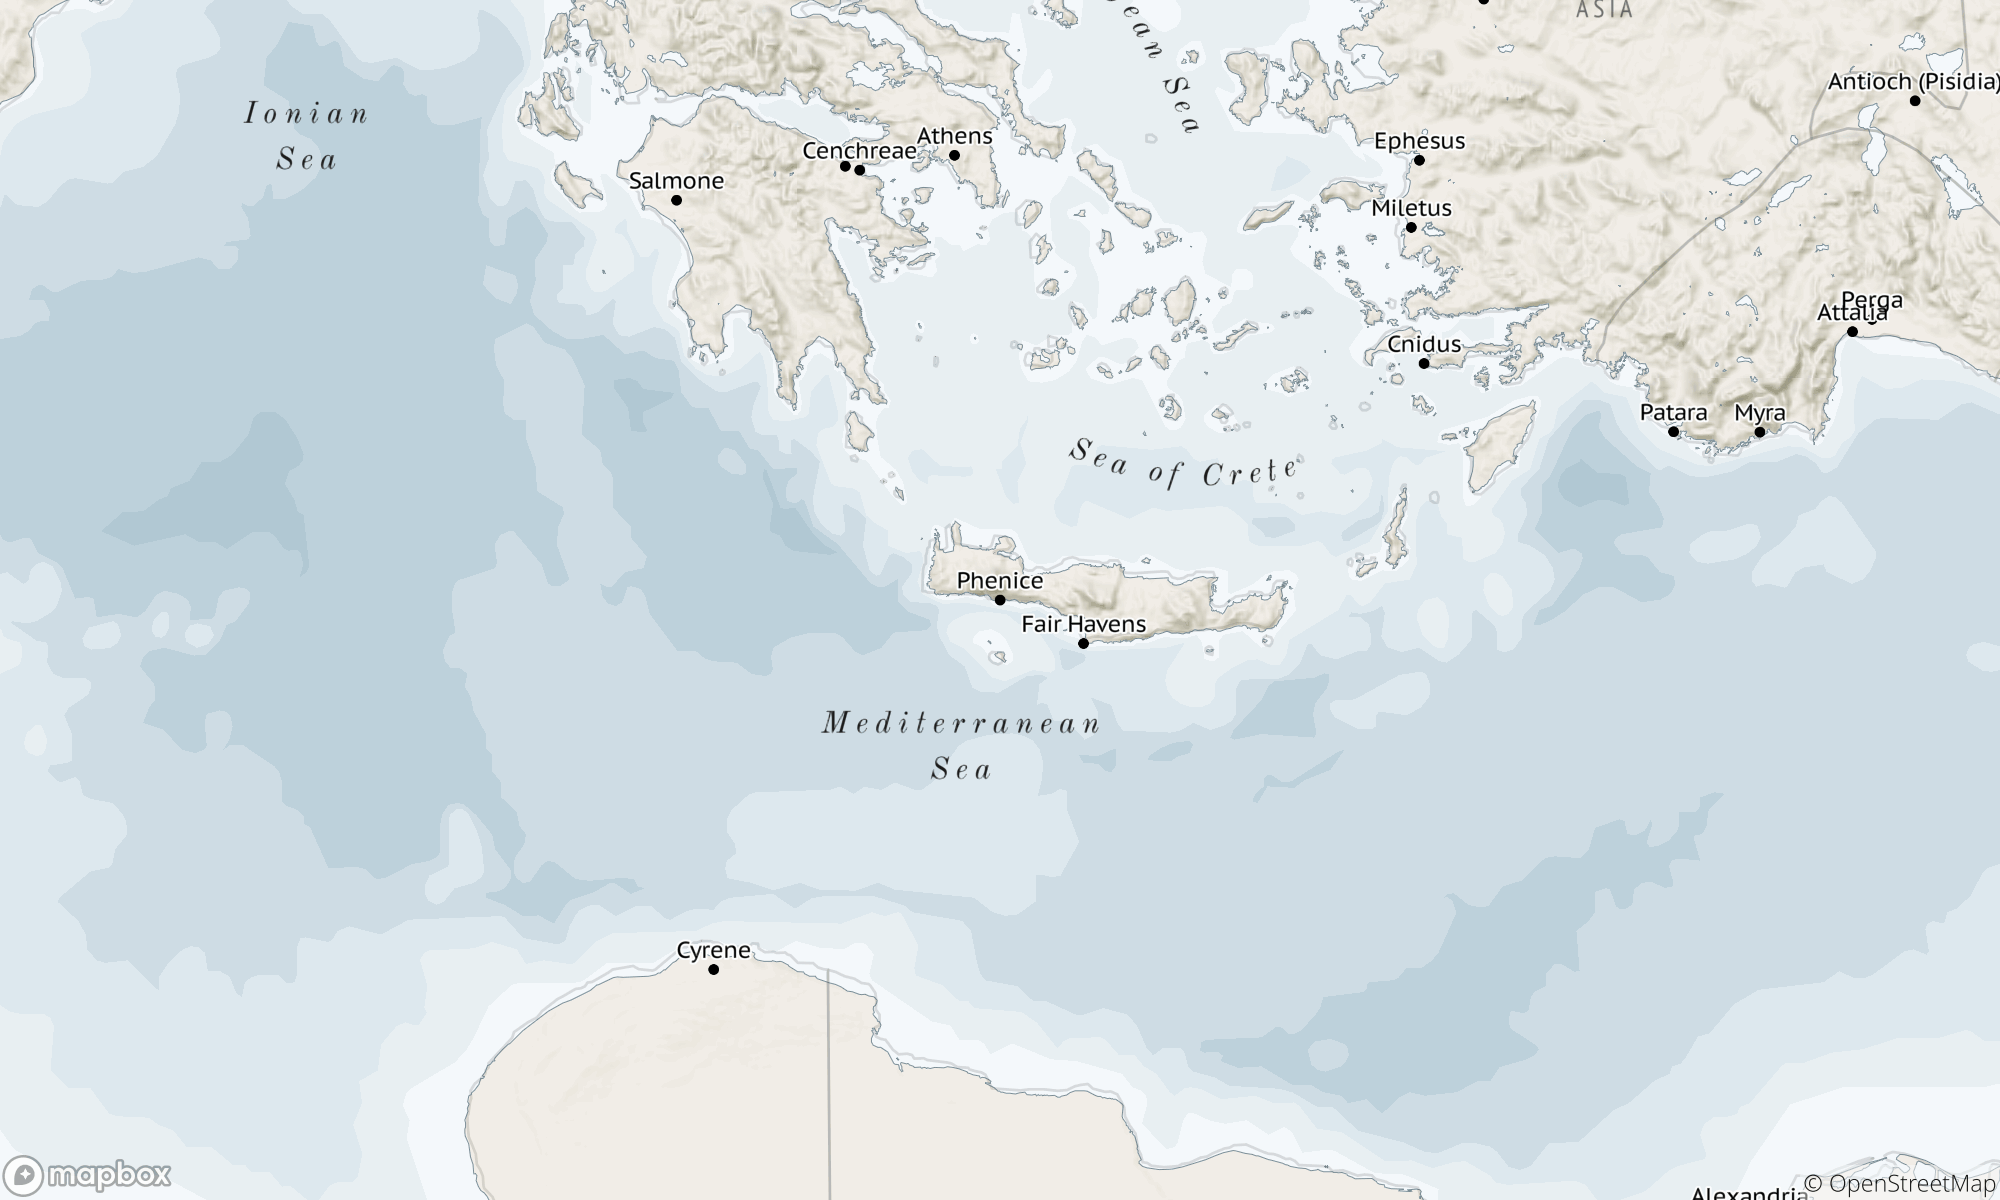 ASIA
Sea
Antioch (Pisidia)
Ionian
Sea
Athens
Cenchreae
Ephesus
Salmone
Miletus
Perga
Attalia
Cnidus
Patara
Myra
Sea of Crete
Phenice
Fair Havens
Mediterranean
Sea
Cyrene
mapbox
Alexandria
© OpenStreetMap